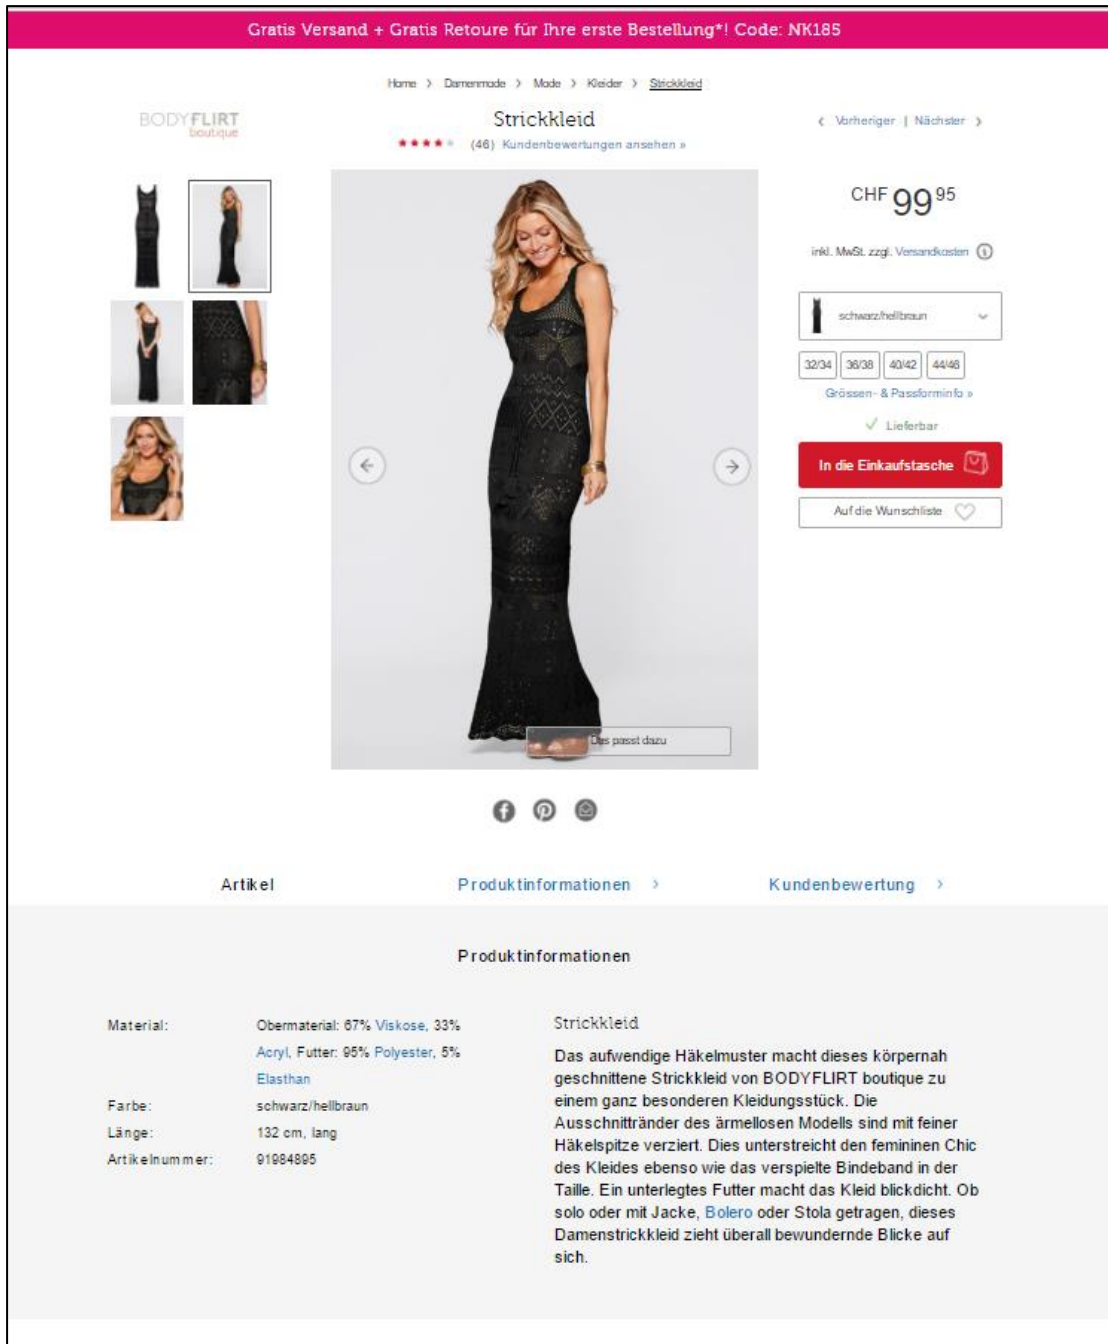 Gratis Versand + Gratis Retoure für Ihre erste Bestellung*! Code: NK185
Home > Damenmode > Mode > Kleider > Strickkleid
BODYFLIRT
boutique
Strickkleid
(46) Kundenbewertungen ansehen »
‹ Vorheriger | Nächster ›
CHF 99 95
inkl. MwSt. zzgl. Versandkosten
schwarz/hellbraun
32/34 36/38 40/42 44/46
Grössen- & Passforminfo »
Lieferbar
In die Einkaufstasche
Auf die Wunschliste
Das passt dazu
Artikel
Produktinformationen ›
Kundenbewertung ›
Produktinformationen
Material:
Obermaterial: 67% Viskose, 33%
Acryl, Futter: 95% Polyester, 5%
Elasthan
Farbe: schwarz/hellbraun
Länge: 132 cm, lang
Artikelnummer: 91984895
Strickkleid
Das aufwendige Häkelmuster macht dieses körpernah
geschnittene Strickkleid von BODYFLIRT boutique zu
einem ganz besonderen Kleidungsstück. Die
Ausschnittränder des ärmellosen Modells sind mit feiner
Häkelspitze verziert. Dies unterstreicht den femininen Chic
des Kleides ebenso wie das verspielte Bindeband in der
Taille. Ein unterlegtes Futter macht das Kleid blickdicht. Ob
solo oder mit Jacke, Bolero oder Stola getragen, dieses
Damenstrickkleid zieht überall bewundernde Blicke auf
sich.